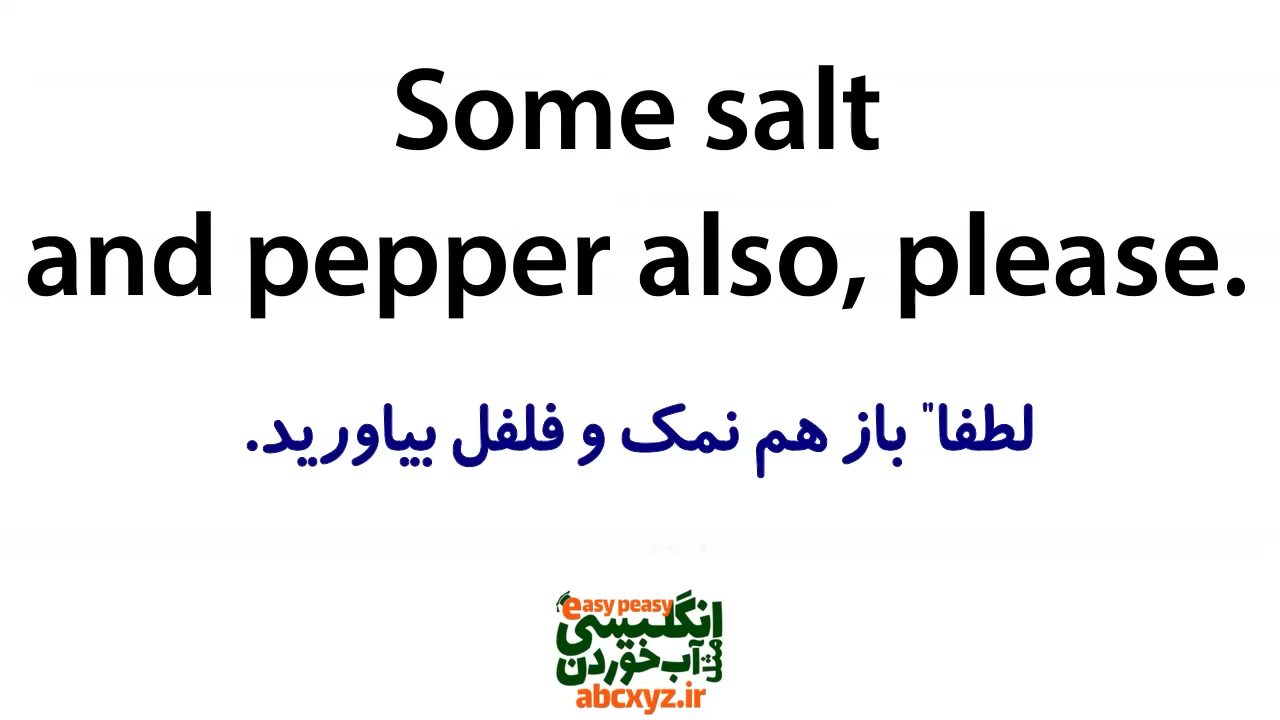 Some salt
and pepper also, please.
لطفا" باز هم نمک و فلفل بیاورید.
easy peasy
انگلیسی
مثل آب خوردن
abcxyz.ir